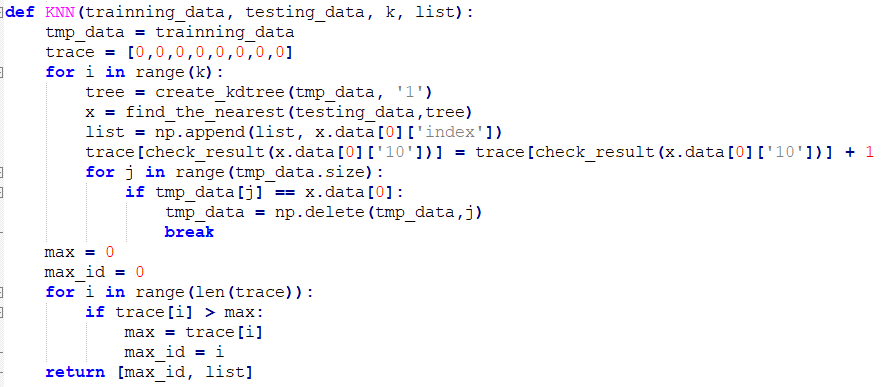 def KNN(trainning_data, testing_data, k, list):
    tmp_data = trainning_data
    trace = [0,0,0,0,0,0,0,0]
    for i in range(k):
        tree = create_kdtree(tmp_data, '1')
        x = find_the_nearest(testing_data,tree)
        list = np.append(list, x.data[0]['index'])
        trace[check_result(x.data[0]['10'])] = trace[check_result(x.data[0]['10'])] + 1
        for j in range(tmp_data.size):
            if tmp_data[j] == x.data[0]:
                tmp_data = np.delete(tmp_data,j)
                break
    max = 0
    max_id = 0
    for i in range(len(trace)):
        if trace[i] > max:
            max = trace[i]
            max_id = i
    return [max_id, list]